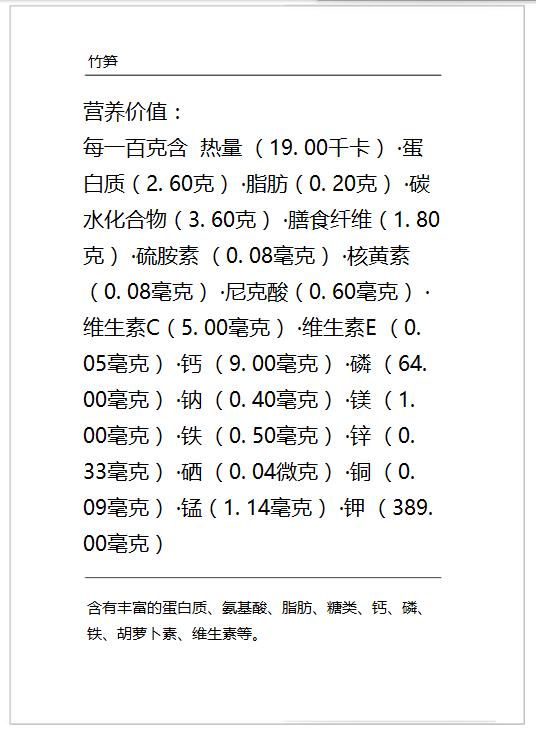 竹笋
营养价值：
每一百克含 热量 （19. 00千卡） ·蛋
白质（2. 60克） ·脂肪（0. 20克） ·碳
水化合物（3. 60克） ·膳食纤维（1. 80
克） ·硫胺素 （0. 08毫克） ·核黄素
（0. 08毫克） ·尼克酸（0. 60毫克） ·
维生素C（5. 00毫克） ·维生素E （0.
05毫克） ·钙 （9. 00毫克） ·磷 （64.
00毫克） ·钠 （0. 40毫克） ·镁 （1.
00毫克） ·铁 （0. 50毫克） ·锌 （0.
33毫克） ·硒 （0. 04微克） ·铜 （0.
09毫克） ·锰（1. 14毫克） ·钾 （389.
00毫克）
含有丰富的蛋白质、氨基酸、脂肪、糖类、钙、磷、
铁、胡萝卜素、维生素等。